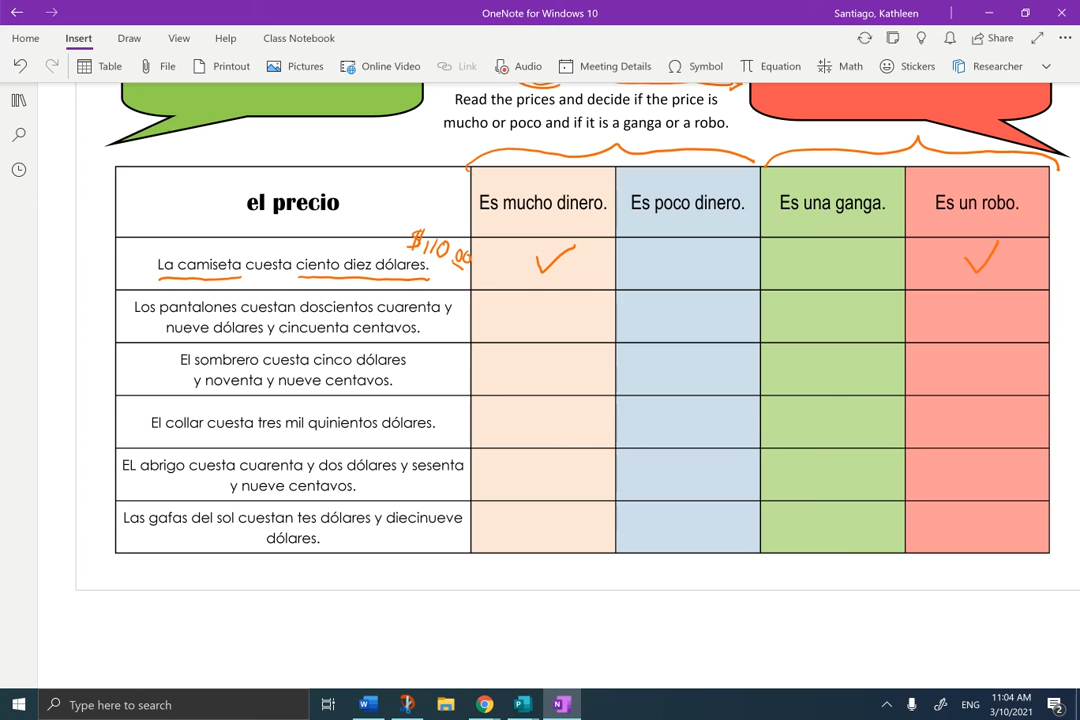 OneNote for Windows 10
Santiago, Kathleen
Home Insert Draw View Help Class Notebook
Share
Table File Printout Pictures Online Video Link Audio Meeting Details Symbol Equation Math Stickers Researcher
Read the prices and decide if the price is
mucho or poco and if it is a ganga or a robo.
el precio
Es mucho dinero.
Es poco dinero.
Es una ganga.
Es un robo.
$110.00
La camiseta cuesta ciento diez dólares.
Los pantalones cuestan doscientos cuarenta y
nueve dólares y cincuenta centavos.
El sombrero cuesta cinco dólares
y noventa y nueve centavos.
El collar cuesta tres mil quinientos dólares.
EL abrigo cuesta cuarenta y dos dólares y sesenta
y nueve centavos.
Las gafas del sol cuestan tes dólares y diecinueve
dólares.
Type here to search
ENG
11:04 AM
3/10/2021
2